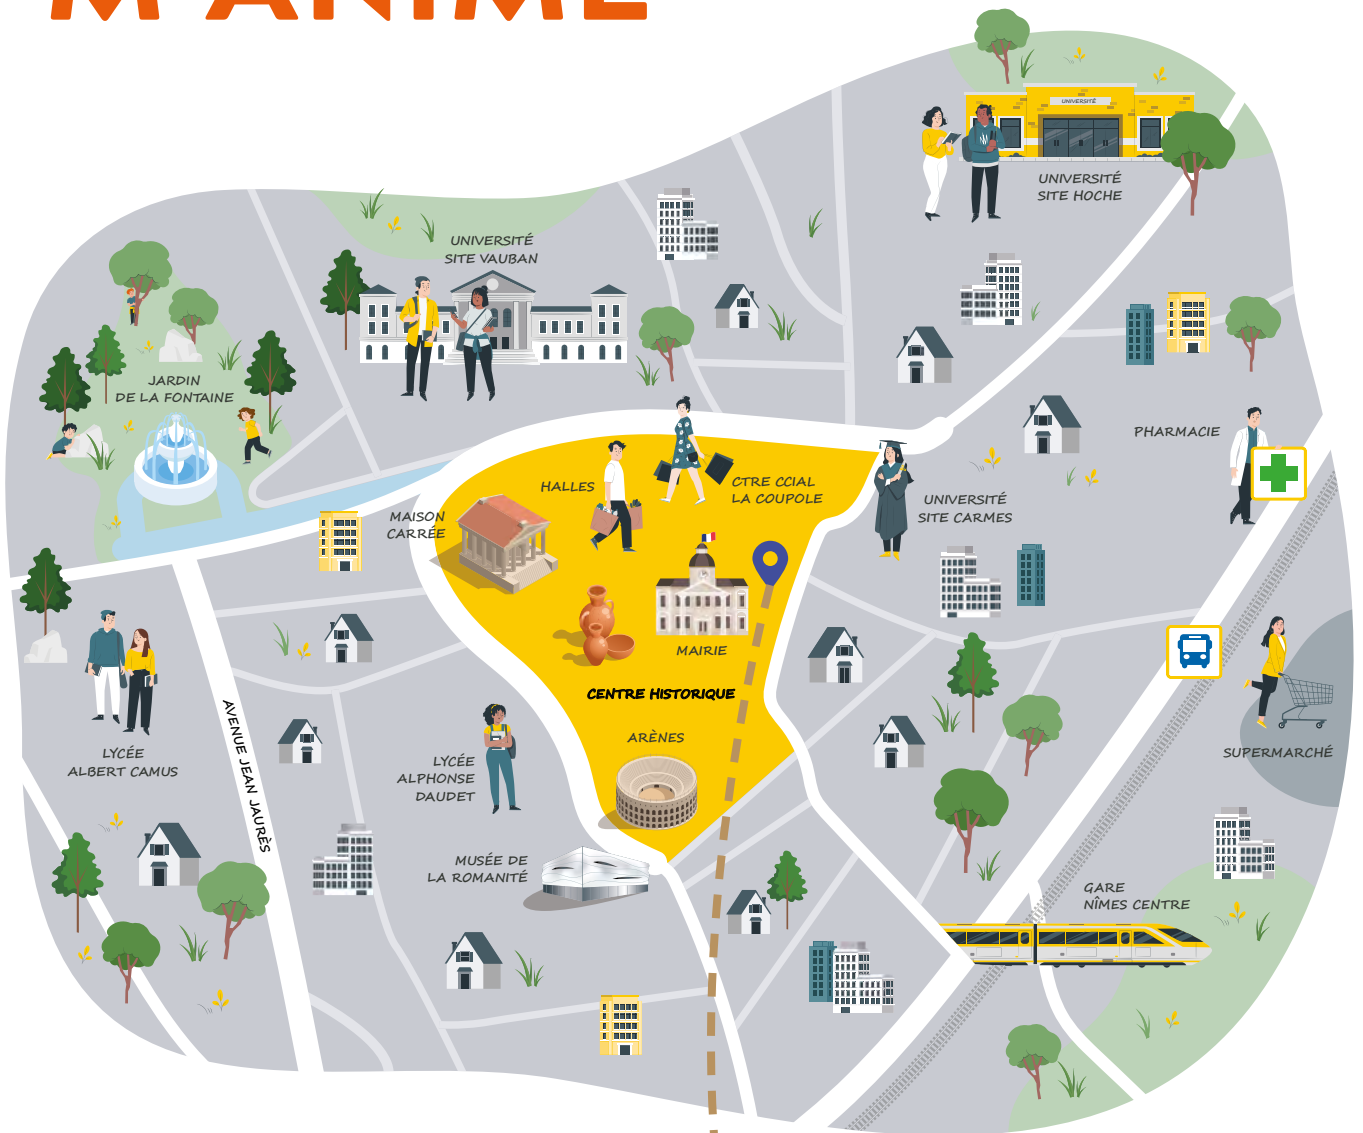 M'ANIME
UNIVERSITÉ
UNIVERSITÉ
SITE HOCHE
UNIVERSITÉ
SITE VAUBAN
JARDIN
DE LA FONTAINE
PHARMACIE
HALLES
CTRE CCIAL
LA COUPOLE
MAISON
CARRÉE
UNIVERSITÉ
SITE CARMES
MAIRIE
CENTRE HISTORIQUE
ARÈNES
AVENUE JEAN JAURÈS
LYCÉE
ALBERT CAMUS
LYCÉE
ALPHONSE
DAUDET
SUPERMARCHÉ
MUSÉE DE
LA ROMANITÉ
GARE
NÎMES CENTRE